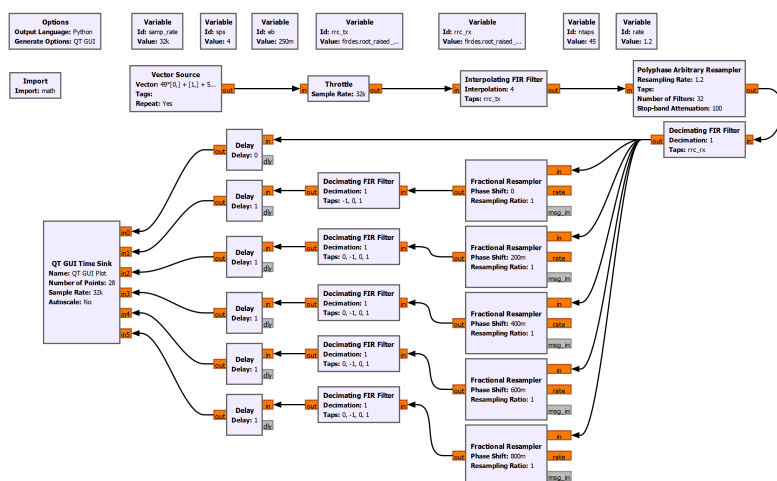 Options
Output Language: Python
Generate Options: QT GUI
Variable
Id: samp_rate
Value: 32k
Variable
Id: sps
Value: 4
Variable
Id: eb
Value: 250m
Variable
Id: rrc_tx
Value: firdes.root_raised_...
Variable
Id: rrc_rx
Value: firdes.root_raised_...
Variable
Id: ntaps
Value: 45
Variable
Id: rate
Value: 1.2
Import
Import: math
Vector Source
Vector: 49*[0,] + [1,] + 5...
Tags:
Repeat: Yes
out
in
Throttle
Sample Rate: 32k
out
in
Interpolating FIR Filter
Interpolation: 4
Taps: rrc_tx
out
in
Polyphase Arbitrary Resampler
Resampling Rate: 1.2
Taps:
Number of Filters: 32
Stop-band Attenuation: 100
out
out
Decimating FIR Filter
Decimation: 1
Taps: rrc_rx
in
out
Delay
Delay: 0
in
dly
out
Delay
Delay: 1
in
dly
out
Decimating FIR Filter
Decimation: 1
Taps: -1, 0, 1
in
out
Fractional Resampler
Phase Shift: 0
Resampling Ratio: 1
in
rate
msg_in
out
Delay
Delay: 1
in
dly
out
Decimating FIR Filter
Decimation: 1
Taps: 0, -1, 0, 1
in
out
Fractional Resampler
Phase Shift: 200m
Resampling Ratio: 1
in
rate
msg_in
QT GUI Time Sink
Name: QT GUI Plot
Number of Points: 28
Sample Rate: 32k
Autoscale: No
in0
in1
in2
in3
in4
in5
out
Delay
Delay: 1
in
dly
out
Decimating FIR Filter
Decimation: 1
Taps: 0, -1, 0, 1
in
out
Fractional Resampler
Phase Shift: 400m
Resampling Ratio: 1
in
rate
msg_in
out
Delay
Delay: 1
in
dly
out
Decimating FIR Filter
Decimation: 1
Taps: 0, -1, 0, 1
in
out
Fractional Resampler
Phase Shift: 600m
Resampling Ratio: 1
in
rate
msg_in
out
Delay
Delay: 1
in
dly
out
Decimating FIR Filter
Decimation: 1
Taps: 0, -1, 0, 1
in
out
Fractional Resampler
Phase Shift: 800m
Resampling Ratio: 1
in
rate
msg_in